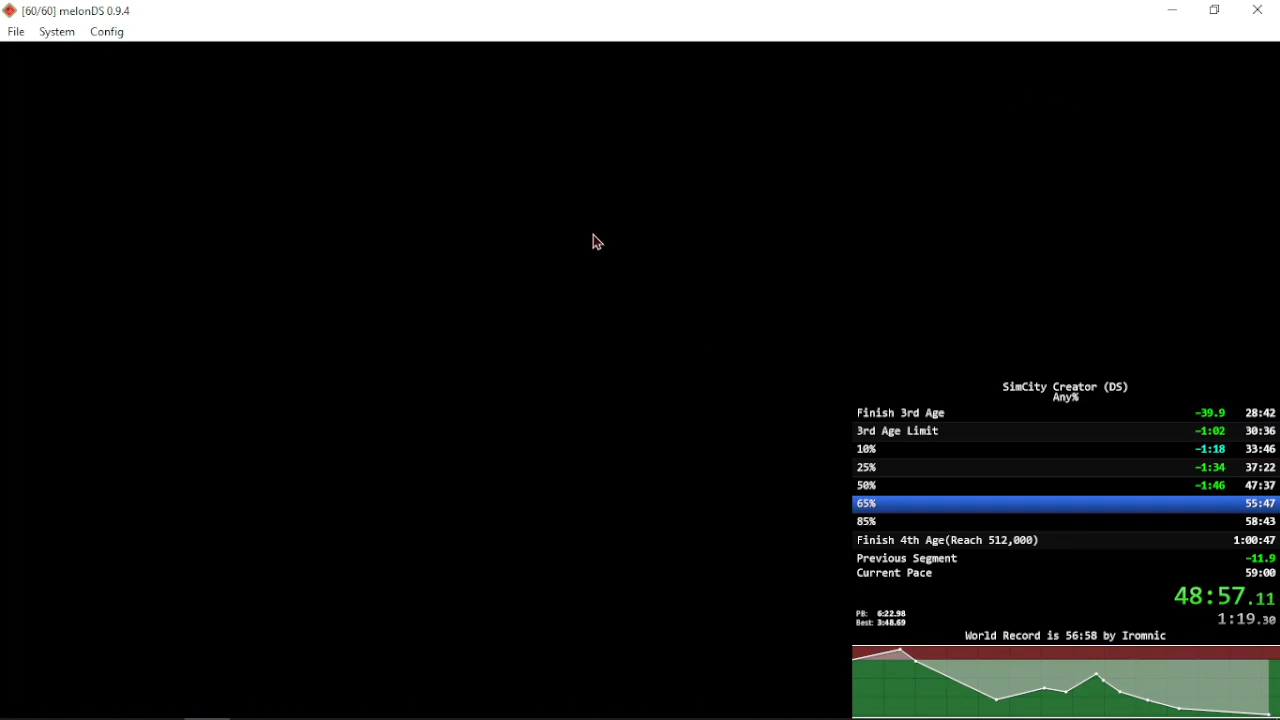 [60/60] melonDS 0.9.4
File System Config
SimCity Creator (DS)
Any%
Finish 3rd Age -39.9 28:42
3rd Age Limit -1:02 30:36
10% -1:18 33:46
25% -1:34 37:22
50% -1:46 47:37
65% 55:47
85% 58:43
Finish 4th Age(Reach 512,000) 1:00:47
Previous Segment -11.9
Current Pace 59:00
48:57.11
PB: 6:22.98
Best: 3:48.69
1:19.30
World Record is 56:58 by Iromnic